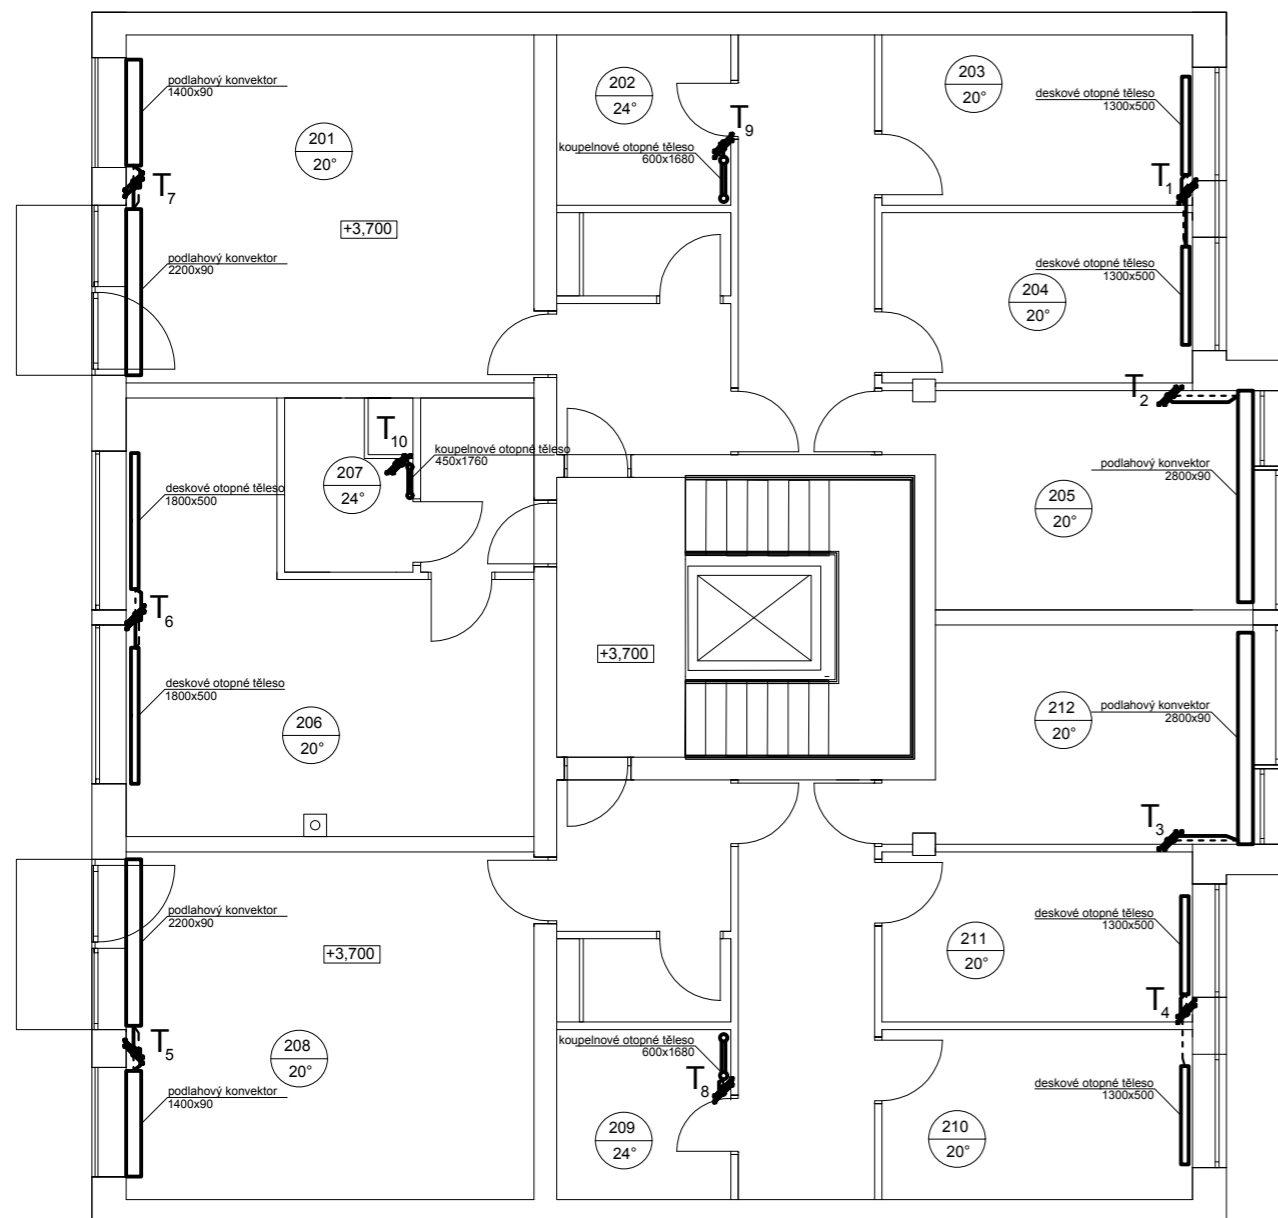 podlahový konvektor
1400x90
201
20°
T7
+3,700
podlahový konvektor
2200x90
202
24°
T9
koupelnové otopné těleso
600x1680
203
20°
deskové otopné těleso
1300x500
T1
deskové otopné těleso
1300x500
204
20°
T2
T10
koupelnové otopné těleso
450x1760
207
24°
deskové otopné těleso
1800x500
podlahový konvektor
2800x90
205
20°
T6
+3,700
deskové otopné těleso
1800x500
206
20°
212
20°
podlahový konvektor
2800x90
T3
podlahový konvektor
2200x90
+3,700
deskové otopné těleso
1300x500
211
20°
T4
T5
208
20°
koupelnové otopné těleso
600x1680
T8
podlahový konvektor
1400x90
209
24°
deskové otopné těleso
1300x500
210
20°